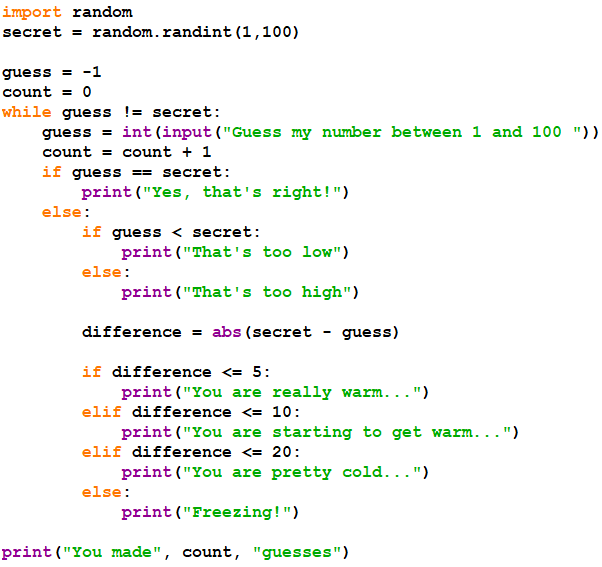 import random
secret = random.randint(1,100)

guess = -1
count = 0
while guess != secret:
    guess = int(input("Guess my number between 1 and 100 "))
    count = count + 1
    if guess == secret:
        print("Yes, that's right!")
    else:
        if guess < secret:
            print("That's too low")
        else:
            print("That's too high")

        difference = abs(secret - guess)

        if difference <= 5:
            print("You are really warm...")
        elif difference <= 10:
            print("You are starting to get warm...")
        elif difference <= 20:
            print("You are pretty cold...")
        else:
            print("Freezing!")

print("You made", count, "guesses")